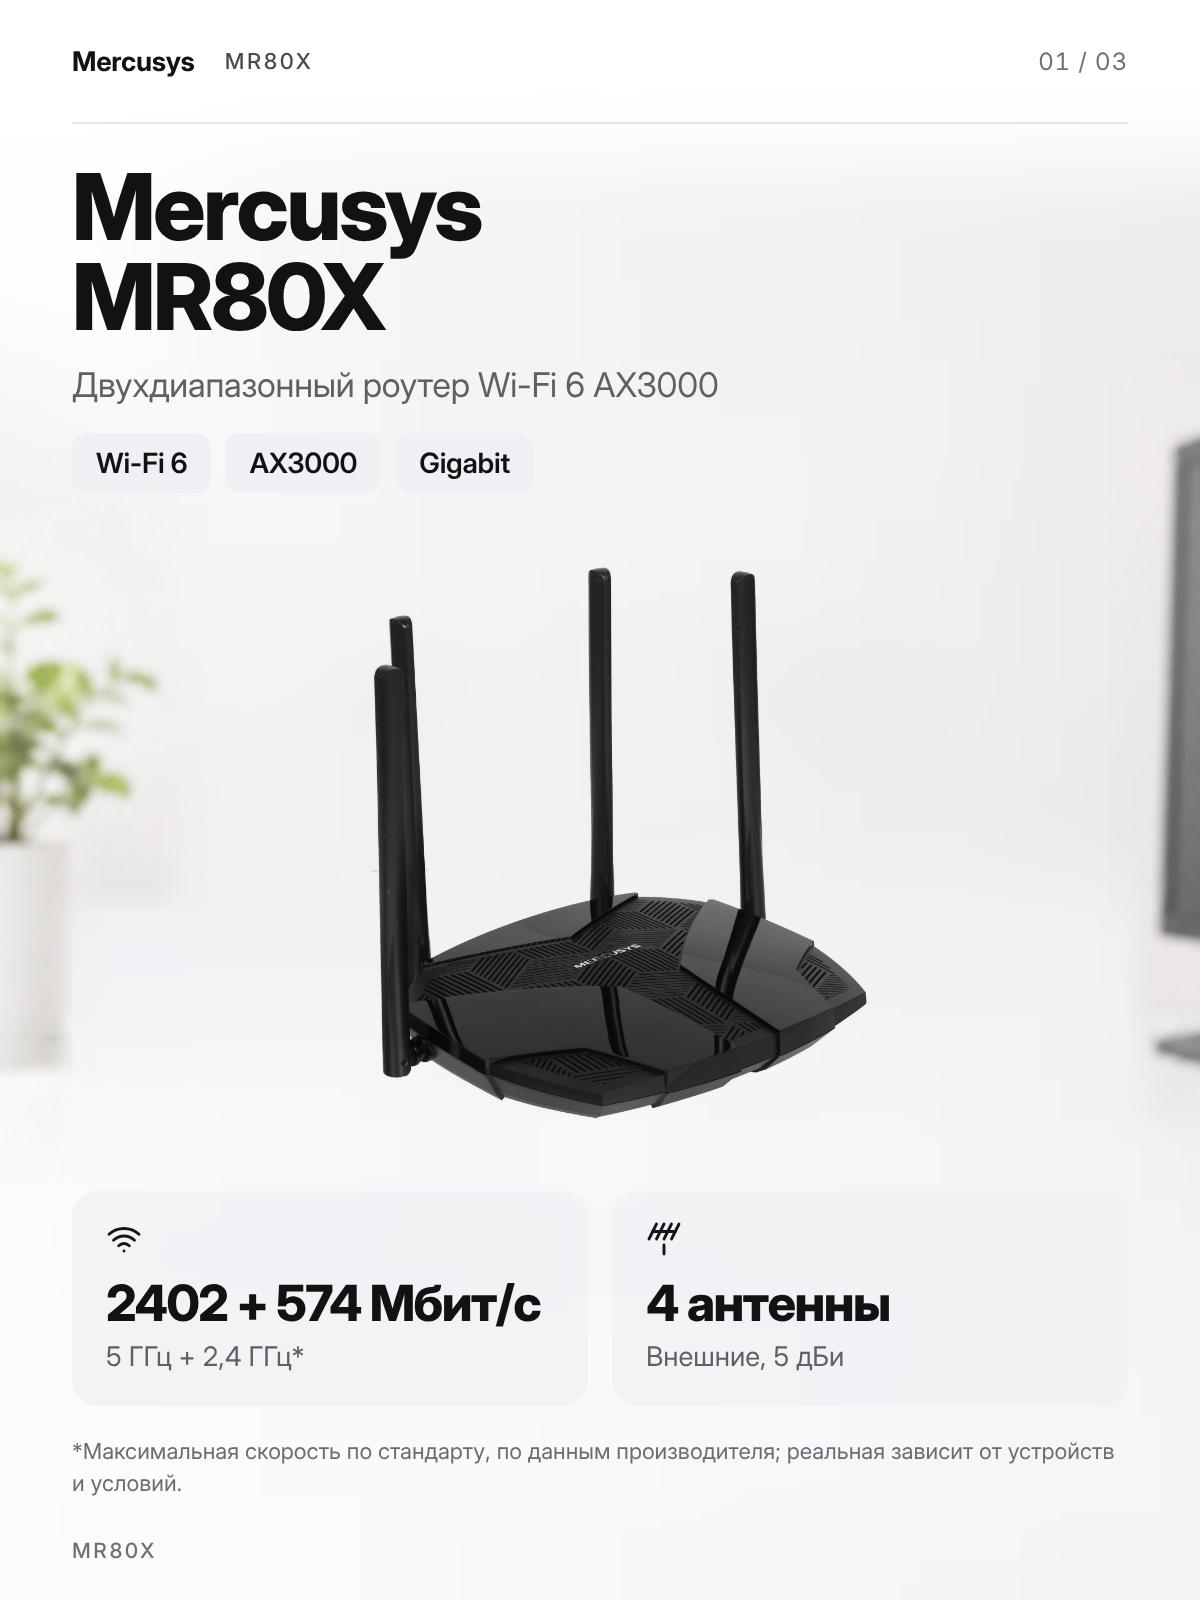 Mercusys MR80X 01 / 03
Mercusys
MR80X
Двухдиапазонный роутер Wi-Fi 6 AX3000
Wi-Fi 6 AX3000 Gigabit
MERCUSYS
2402 + 574 Мбит/с
5 ГГц + 2,4 ГГц*
4 антенны
Внешние, 5 дБи
*Максимальная скорость по стандарту, по данным производителя; реальная зависит от устройств
и условий.
MR80X